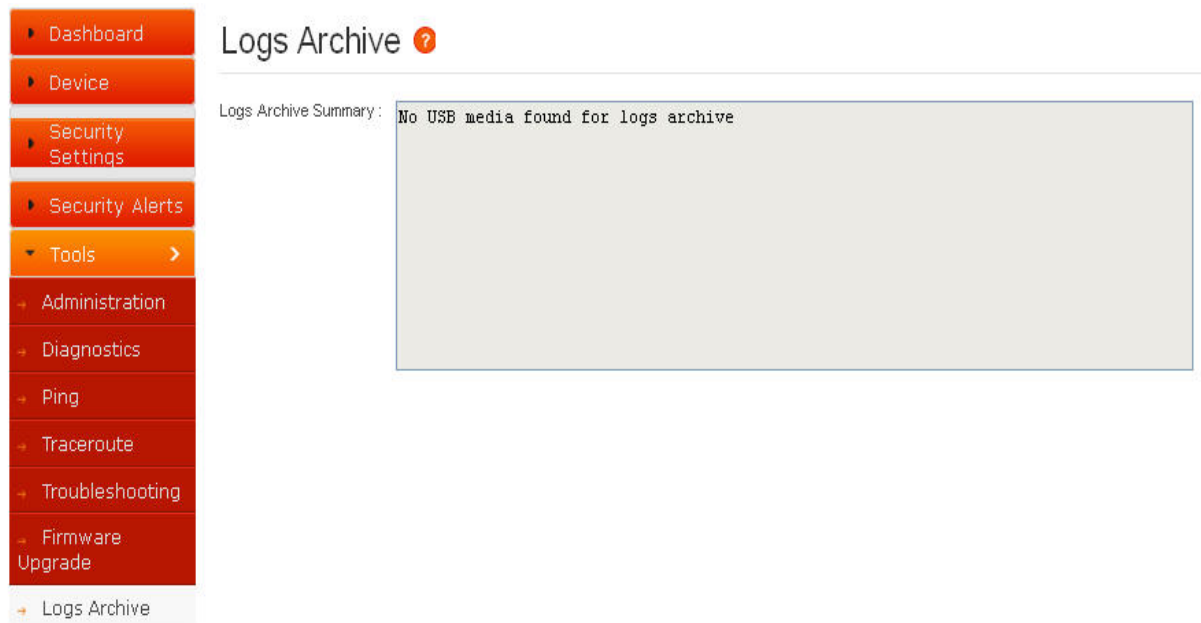 Dashboard
Device
Security
Settings
Security Alerts
Tools
Administration
Diagnostics
Ping
Traceroute
Troubleshooting
Firmware
Upgrade
Logs Archive
Logs Archive ?
Logs Archive Summary :
No USB media found for logs archive